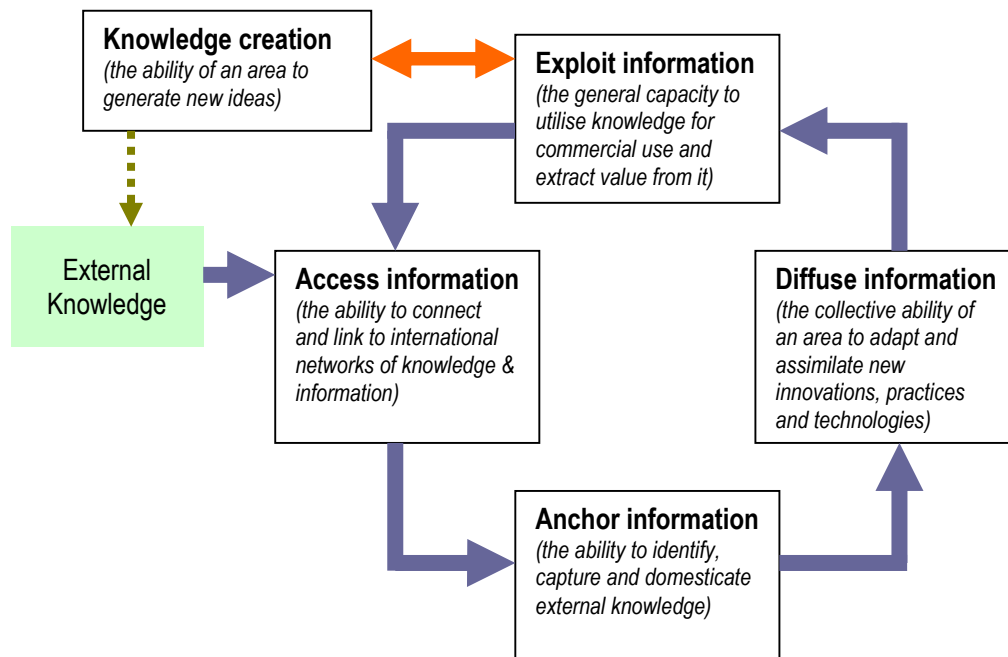 Knowledge creation
(the ability of an area to
generate new ideas)
Exploit information
(the general capacity to
utilise knowledge for
commercial use and
extract value from it)
External
Knowledge
Access information
(the ability to connect
and link to international
networks of knowledge &
information)
Diffuse information
(the collective ability of
an area to adapt and
assimilate new
innovations, practices
and technologies)
Anchor information
(the ability to identify,
capture and domesticate
external knowledge)